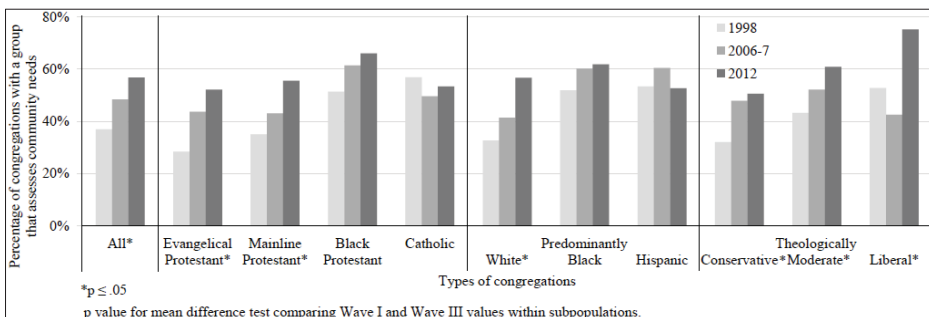 Percentage of congregations with a group
that assesses community needs
80%
60%
40%
20%
0%
1998
2006-7
2012
All*
Evangelical
Protestant*
Mainline
Protestant*
Black
Protestant
Catholic
Predominantly
White*
Black
Hispanic
Theologically
Conservative*
Moderate*
Liberal*
Types of congregations
*p ≤ .05
p value for mean difference test comparing Wave I and Wave III values within subpopulations.